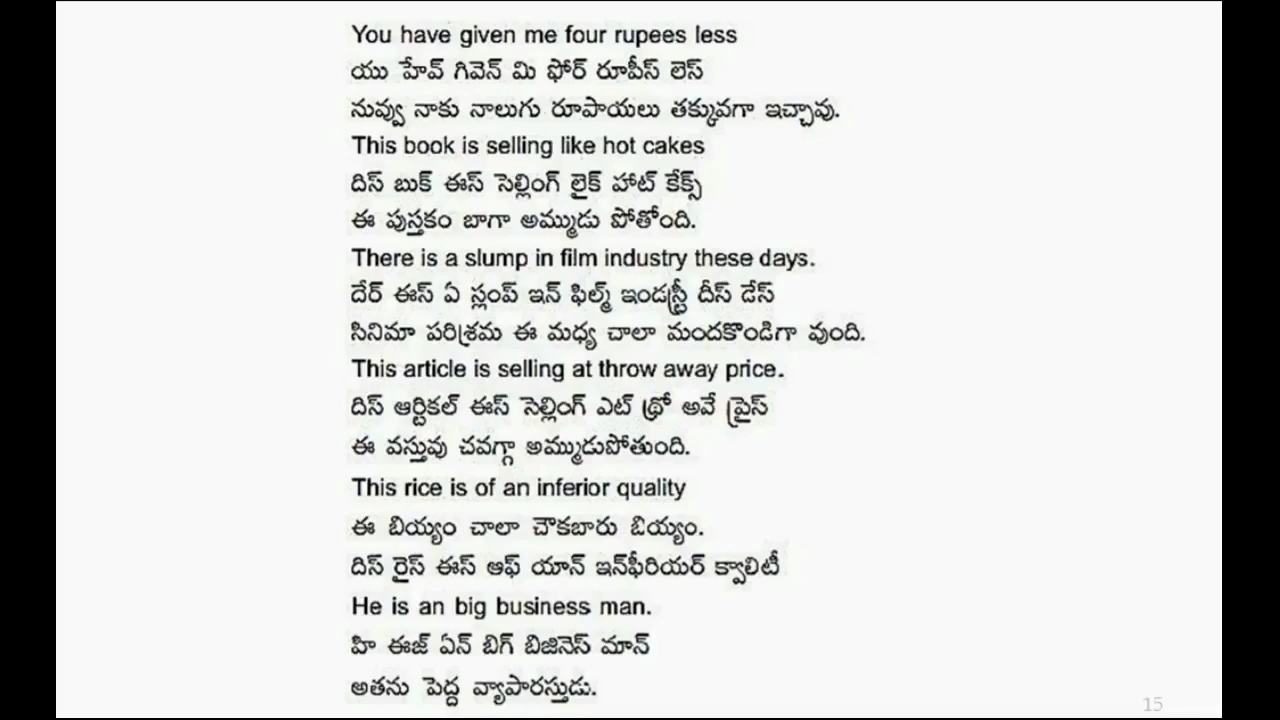 You have given me four rupees less
యు హేవ్ గివెన్ మి ఫోర్ రూపీస్ లెస్
నువ్వు నాకు నాలుగు రూపాయలు తక్కువగా ఇచ్చావు.
This book is selling like hot cakes
దిస్ బుక్ ఈస్ సెల్లింగ్ లైక్ హాట్ కేక్స్
ఈ పుస్తకం బాగా అమ్ముడు పోతోంది.
There is a slump in film industry these days.
దేర్ ఈస్ ఏ స్లంప్ ఇన్ ఫిల్మ్ ఇండస్ట్రీ దీస్ డేస్
సినిమా పరిశ్రమ ఈ మధ్య చాలా మందకొండిగా వుంది.
This article is selling at throw away price.
దిస్ ఆర్టికల్ ఈస్ సెల్లింగ్ ఎట్ థ్రో అవే ప్రైస్
ఈ వస్తువు చవగ్గా అమ్ముడుపోతుంది.
This rice is of an inferior quality
ఈ బియ్యం చాలా చౌకబారు బియ్యం.
దిస్ రైస్ ఈస్ ఆఫ్ యాన్ ఇన్‌ఫీరియర్ క్వాలిటీ
He is an big business man.
హి ఈజ్ ఏన్ బిగ్ బిజినెస్ మాన్
అతను పెద్ద వ్యాపారస్తుడు.
15